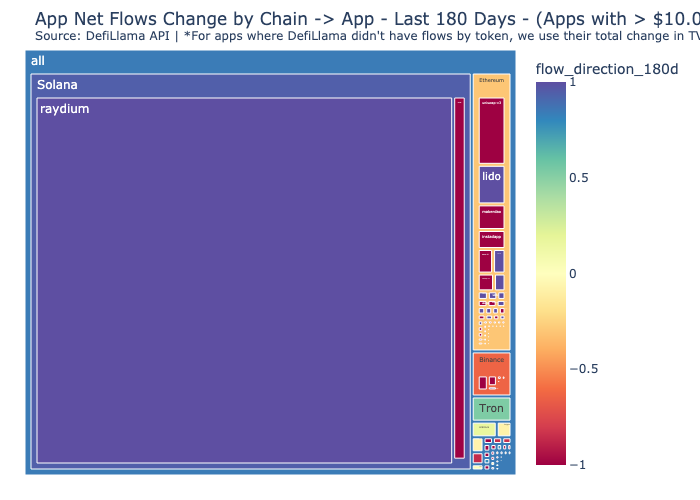 App Net Flows Change by Chain -> App - Last 180 Days - (Apps with > $10.0
Source: DefiLlama API | *For apps where DefiLlama didn't have flows by token, we use their total change in TV
all
Solana
raydium
Ethereum
uniswap-v3
lido
makerdao
instadapp
Binance
Tron
flow_direction_180d
1
0.5
0
−0.5
−1